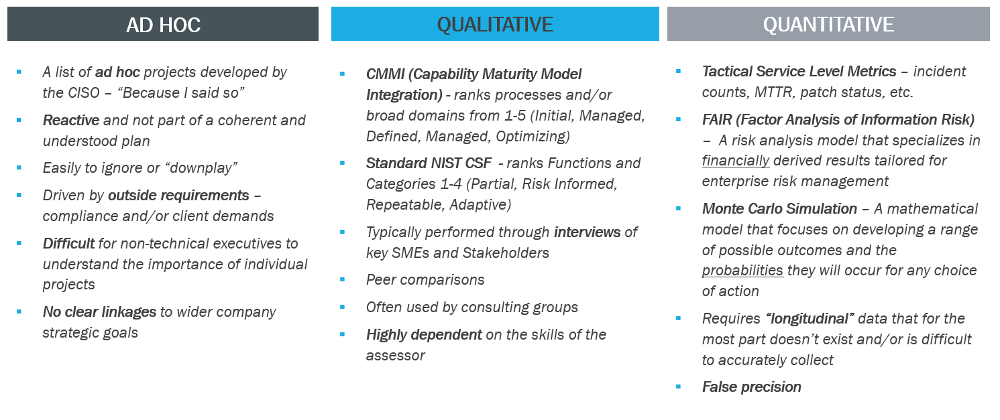 AD HOC
A list of ad hoc projects developed by
the CISO – “Because I said so”
Reactive and not part of a coherent and
understood plan
Easily to ignore or “downplay”
Driven by outside requirements –
compliance and/or client demands
Difficult for non-technical executives to
understand the importance of individual
projects
No clear linkages to wider company
strategic goals
QUALITATIVE
CMMI (Capability Maturity Model
Integration) - ranks processes and/or
broad domains from 1-5 (Initial, Managed,
Defined, Managed, Optimizing)
Standard NIST CSF - ranks Functions and
Categories 1-4 (Partial, Risk Informed,
Repeatable, Adaptive)
Typically performed through interviews of
key SMEs and Stakeholders
Peer comparisons
Often used by consulting groups
Highly dependent on the skills of the
assessor
QUANTITATIVE
Tactical Service Level Metrics – incident
counts, MTTR, patch status, etc.
FAIR (Factor Analysis of Information Risk)
– A risk analysis model that specializes in
financially derived results tailored for
enterprise risk management
Monte Carlo Simulation – A mathematical
model that focuses on developing a range
of possible outcomes and the
probabilities they will occur for any choice
of action
Requires “longitudinal” data that for the
most part doesn’t exist and/or is difficult
to accurately collect
False precision